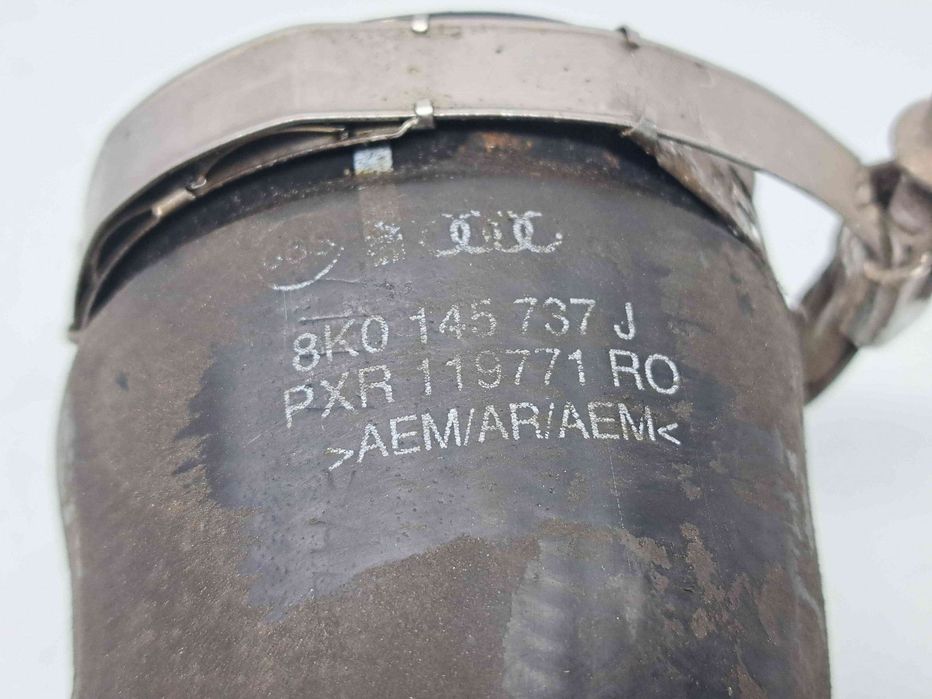 8K0 145 737 J
PXR 119771 RO
>AEM/AR/AEM<